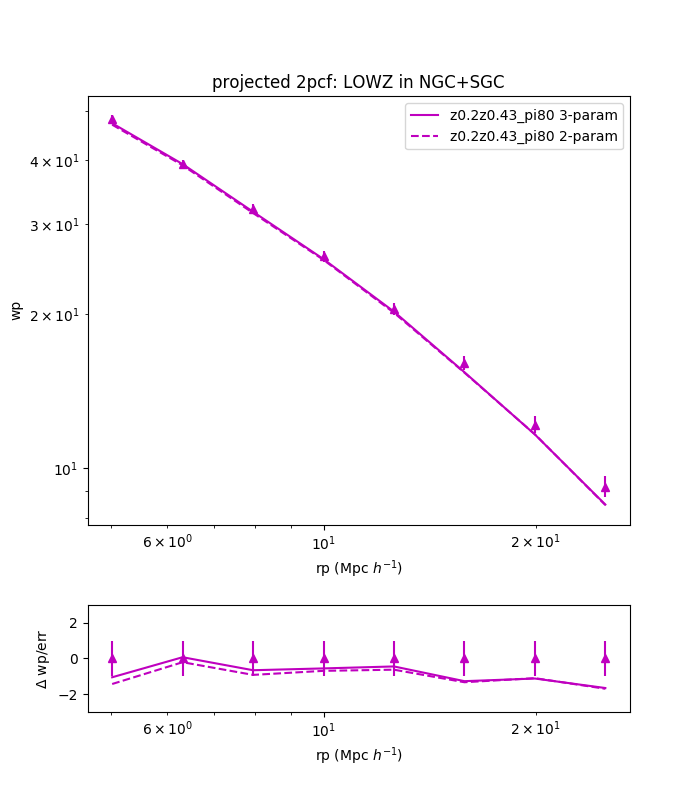 projected 2pcf: LOWZ in NGC+SGC
z0.2z0.43_pi80 3-param
z0.2z0.43_pi80 2-param
wp
4 × 10¹
3 × 10¹
2 × 10¹
10¹
6 × 10⁰
10¹
2 × 10¹
rp (Mpc h⁻¹)
Δ wp/err
2
0
−2
6 × 10⁰
10¹
2 × 10¹
rp (Mpc h⁻¹)